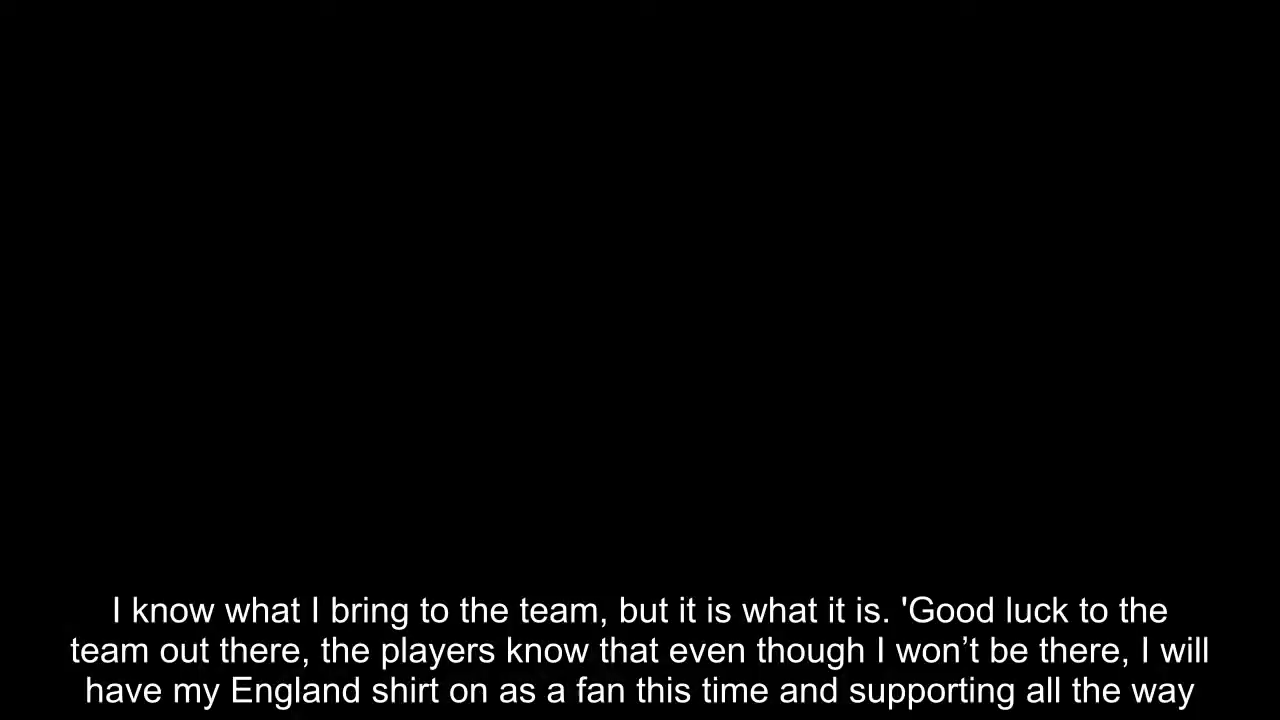 I know what I bring to the team, but it is what it is. 'Good luck to the
team out there, the players know that even though I won’t be there, I will
have my England shirt on as a fan this time and supporting all the way